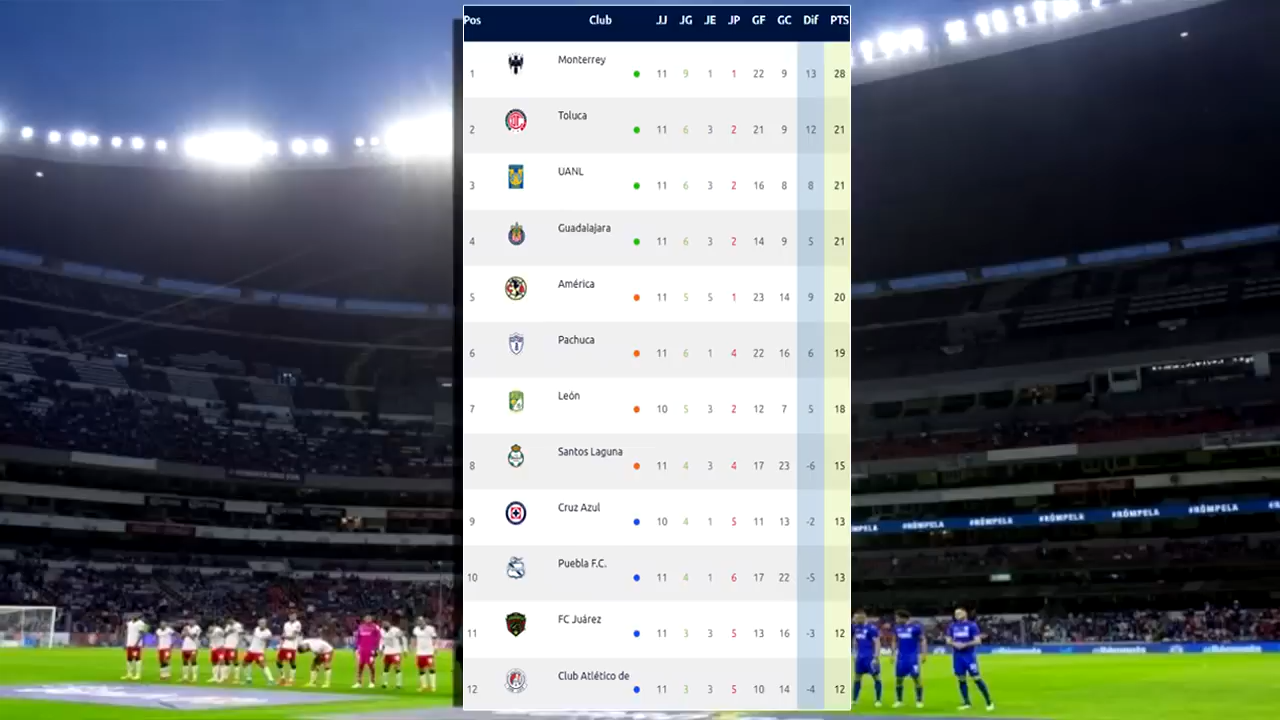 Pos Club JJ JG JE JP GF GC Dif PTS
1 Monterrey 11 9 1 1 22 9 13 28
2 Toluca 11 6 3 2 21 9 12 21
3 UANL 11 6 3 2 16 8 8 21
4 Guadalajara 11 6 3 2 14 9 5 21
5 América 11 5 5 1 23 14 9 20
6 Pachuca 11 6 1 4 22 16 6 19
7 León 10 5 3 2 12 7 5 18
8 Santos Laguna 11 4 3 4 17 23 -6 15
9 Cruz Azul 10 4 1 5 11 13 -2 13
10 Puebla F.C. 11 4 1 6 17 22 -5 13
11 FC Juárez 11 3 3 5 13 16 -3 12
12 Club Atlético de 11 3 3 5 10 14 -4 12
#RÓMPELA #RÓMPELA #RÓMPELA #RÓMPELA